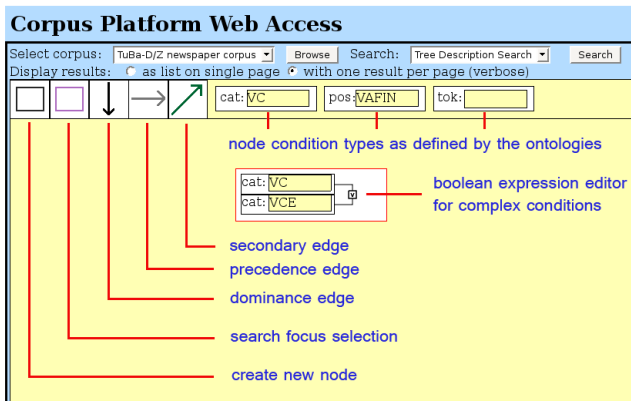 Corpus Platform Web Access
Select corpus: TuBa-D/Z newspaper corpus Browse Search: Tree Description Search Search
Display results: as list on single page with one result per page (verbose)
cat: VC pos: VAFIN tok:
node condition types as defined by the ontologies
cat: VC
cat: VCE
v
boolean expression editor
for complex conditions
secondary edge
precedence edge
dominance edge
search focus selection
create new node